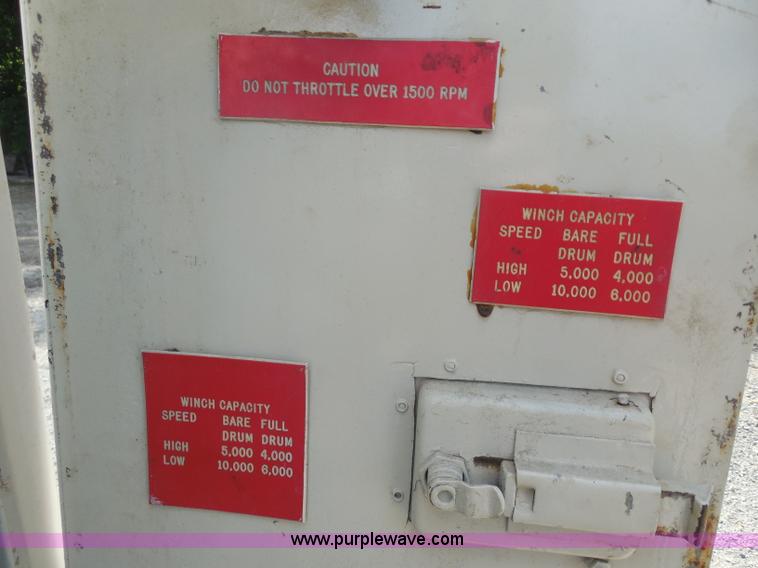 CAUTION
DO NOT THROTTLE OVER 1500 RPM
WINCH CAPACITY
SPEED BARE FULL
DRUM DRUM
HIGH 5,000 4,000
LOW 10,000 6,000
WINCH CAPACITY
SPEED BARE FULL
DRUM DRUM
HIGH 5,000 4,000
LOW 10,000 6,000
www.purplewave.com